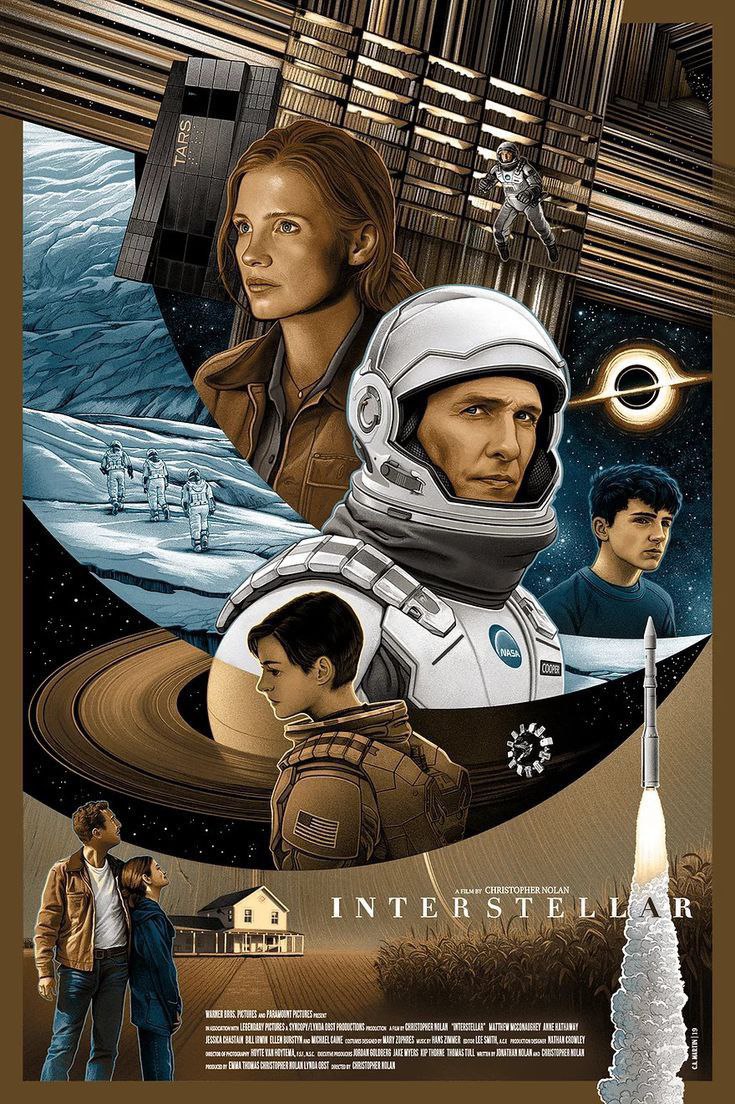 TARS
NASA
COOPER
A FILM BY CHRISTOPHER NOLAN
INTERSTELLAR
WARNER BROS. PICTURES AND PARAMOUNT PICTURES PRESENT
IN ASSOCIATION WITH LEGENDARY PICTURES A SYNCOPY/LYNDA OBST PRODUCTIONS PRODUCTION A FILM BY CHRISTOPHER NOLAN "INTERSTELLAR" MATTHEW MCCONAUGHEY ANNE HATHAWAY
JESSICA CHASTAIN BILL IRWIN ELLEN BURSTYN AND MICHAEL CAINE COSTUMES DESIGNED BY MARY ZOPHRES MUSIC BY HANS ZIMMER EDITOR LEE SMITH, A.C.E PRODUCTION DESIGNER NATHAN CROWLEY
DIRECTOR OF PHOTOGRAPHY HOYTE VAN HOYTEMA, F.S.F., N.S.C. EXECUTIVE PRODUCERS JORDAN GOLDBERG JAKE MYERS KIP THORNE THOMAS TULL WRITTEN BY JONATHAN NOLAN AND CHRISTOPHER NOLAN
PRODUCED BY EMMA THOMAS CHRISTOPHER NOLAN LYNDA OBST DIRECTED BY CHRISTOPHER NOLAN
C.A. MARTIN | 19